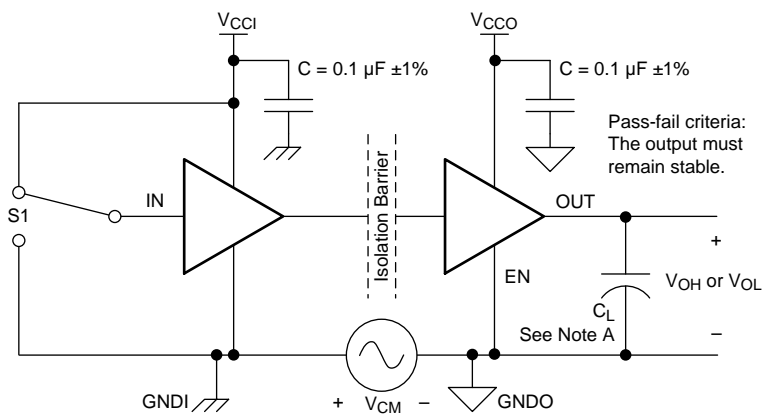 VCCI
VCCO
C = 0.1 µF ±1%
C = 0.1 µF ±1%
Pass-fail criteria:
The output must
remain stable.
IN
Isolation Barrier
OUT
S1
EN
+
VOH or VOL
CL
See Note A
–
GNDI
+ VCM –
GNDO